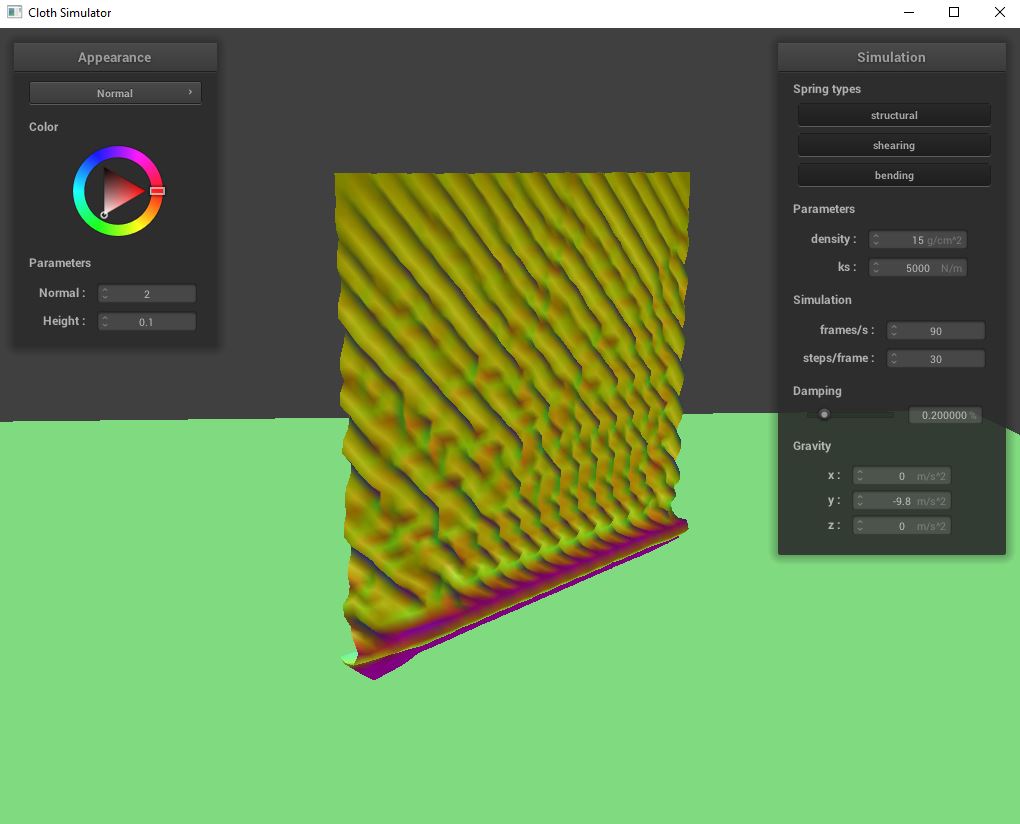 Cloth Simulator
Appearance
Normal
Color
Parameters
Normal : 2
Height : 0.1
Simulation
Spring types
structural
shearing
bending
Parameters
density : 15 g/cm^2
ks : 5000 N/m
Simulation
frames/s : 90
steps/frame : 30
Damping
0.200000 %
Gravity
x : 0 m/s^2
y : -9.8 m/s^2
z : 0 m/s^2